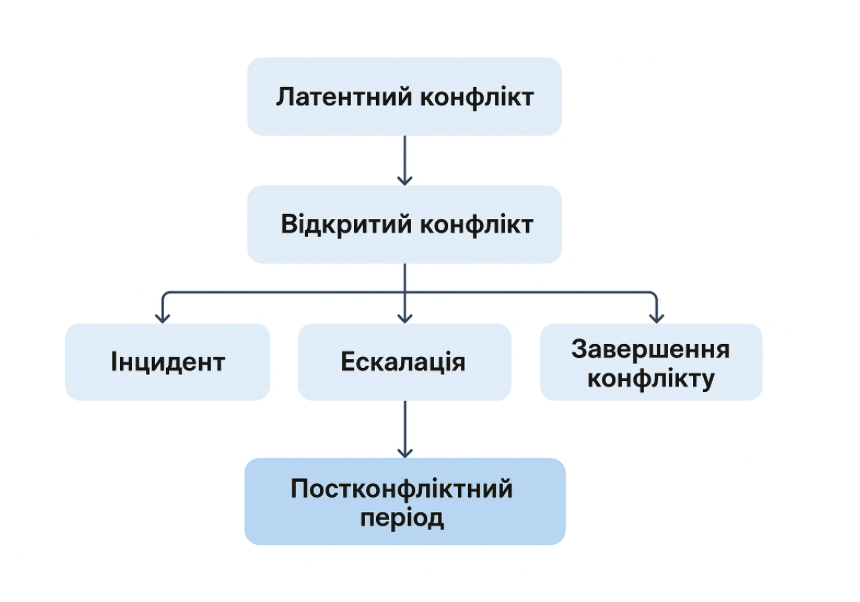 Латентний конфлікт
Відкритий конфлікт
Інцидент
Ескалація
Завершення
конфлікту
Постконфліктний
період